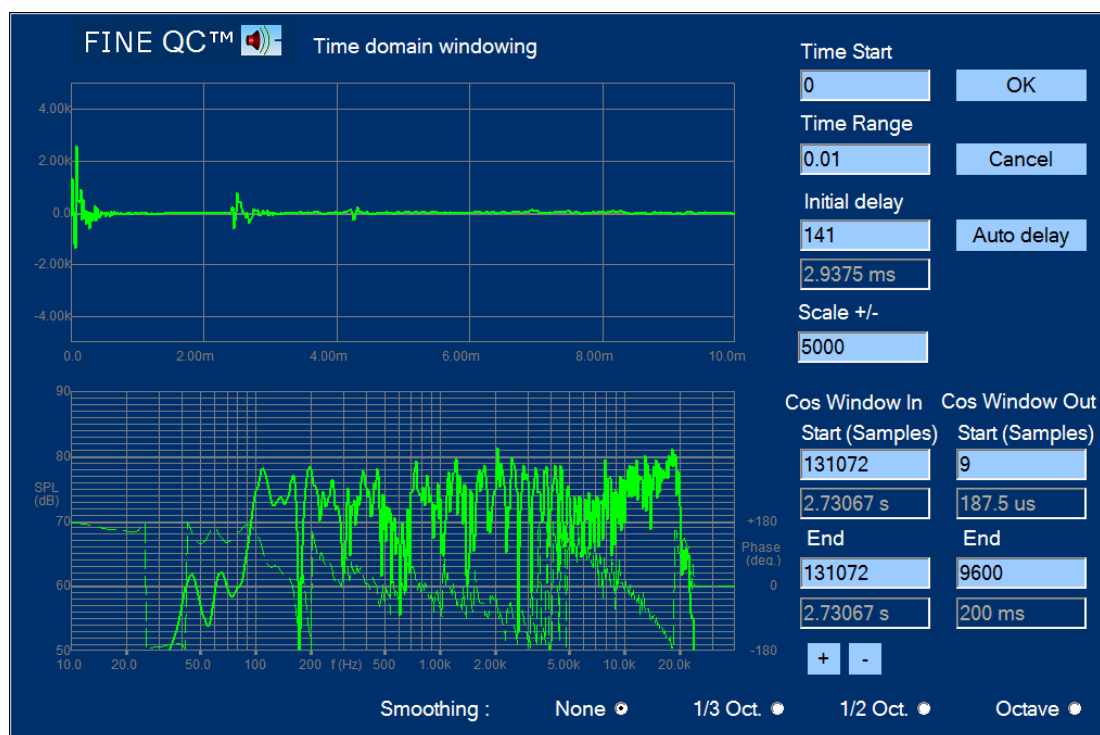 FINE QC™
Time domain windowing
4.00k
2.00k
0.0
-2.00k
-4.00k
0.0 2.00m 4.00m 6.00m 8.00m 10.0m
Time Start
0
OK
Time Range
0.01
Cancel
Initial delay
141
Auto delay
2.9375 ms
Scale +/-
5000
90
80
SPL
(dB)
70
60
50
+180
Phase
(deg.)
0
-180
10.0 20.0 50.0 100 200 f (Hz) 500 1.00k 2.00k 5.00k 10.0k 20.0k
Cos Window In Cos Window Out
Start (Samples) Start (Samples)
131072 9
2.73067 s 187.5 us
End End
131072 9600
2.73067 s 200 ms
+ -
Smoothing : None 1/3 Oct. 1/2 Oct. Octave